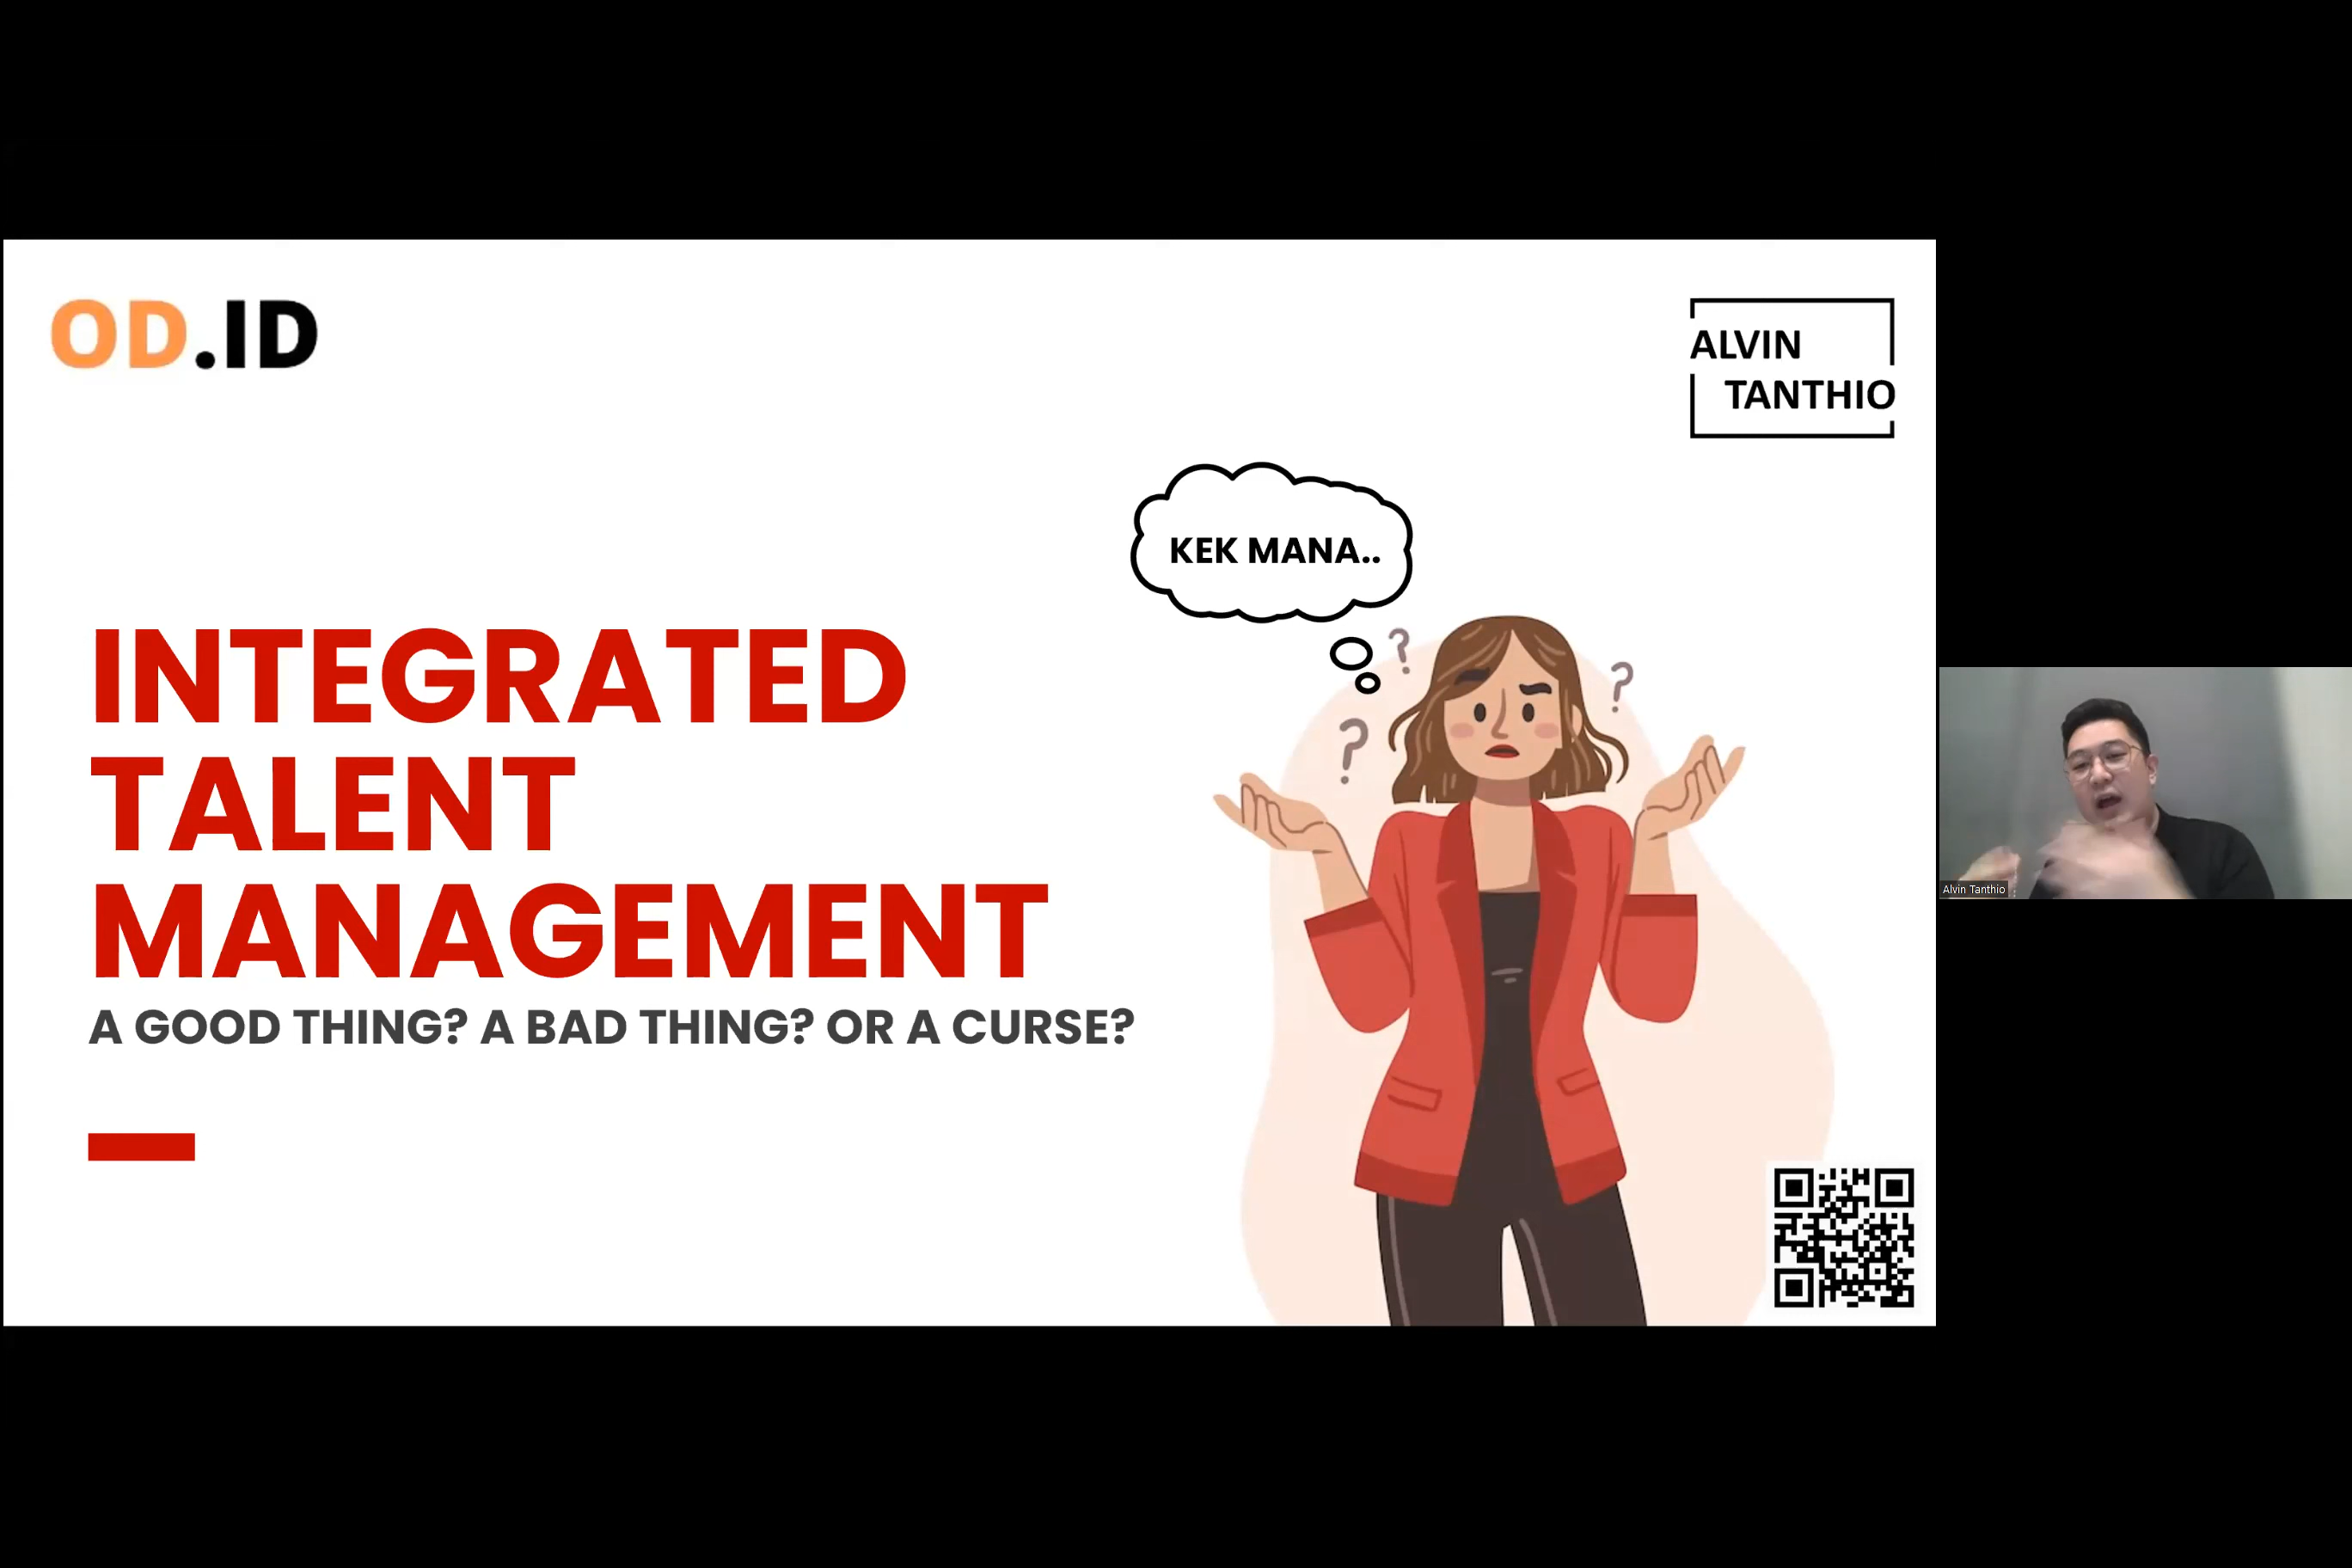 OD.ID
ALVIN
TANTHIO
KEK MANA..
? ? ?
INTEGRATED
TALENT
MANAGEMENT
A GOOD THING? A BAD THING? OR A CURSE?
Alvin Tanthio